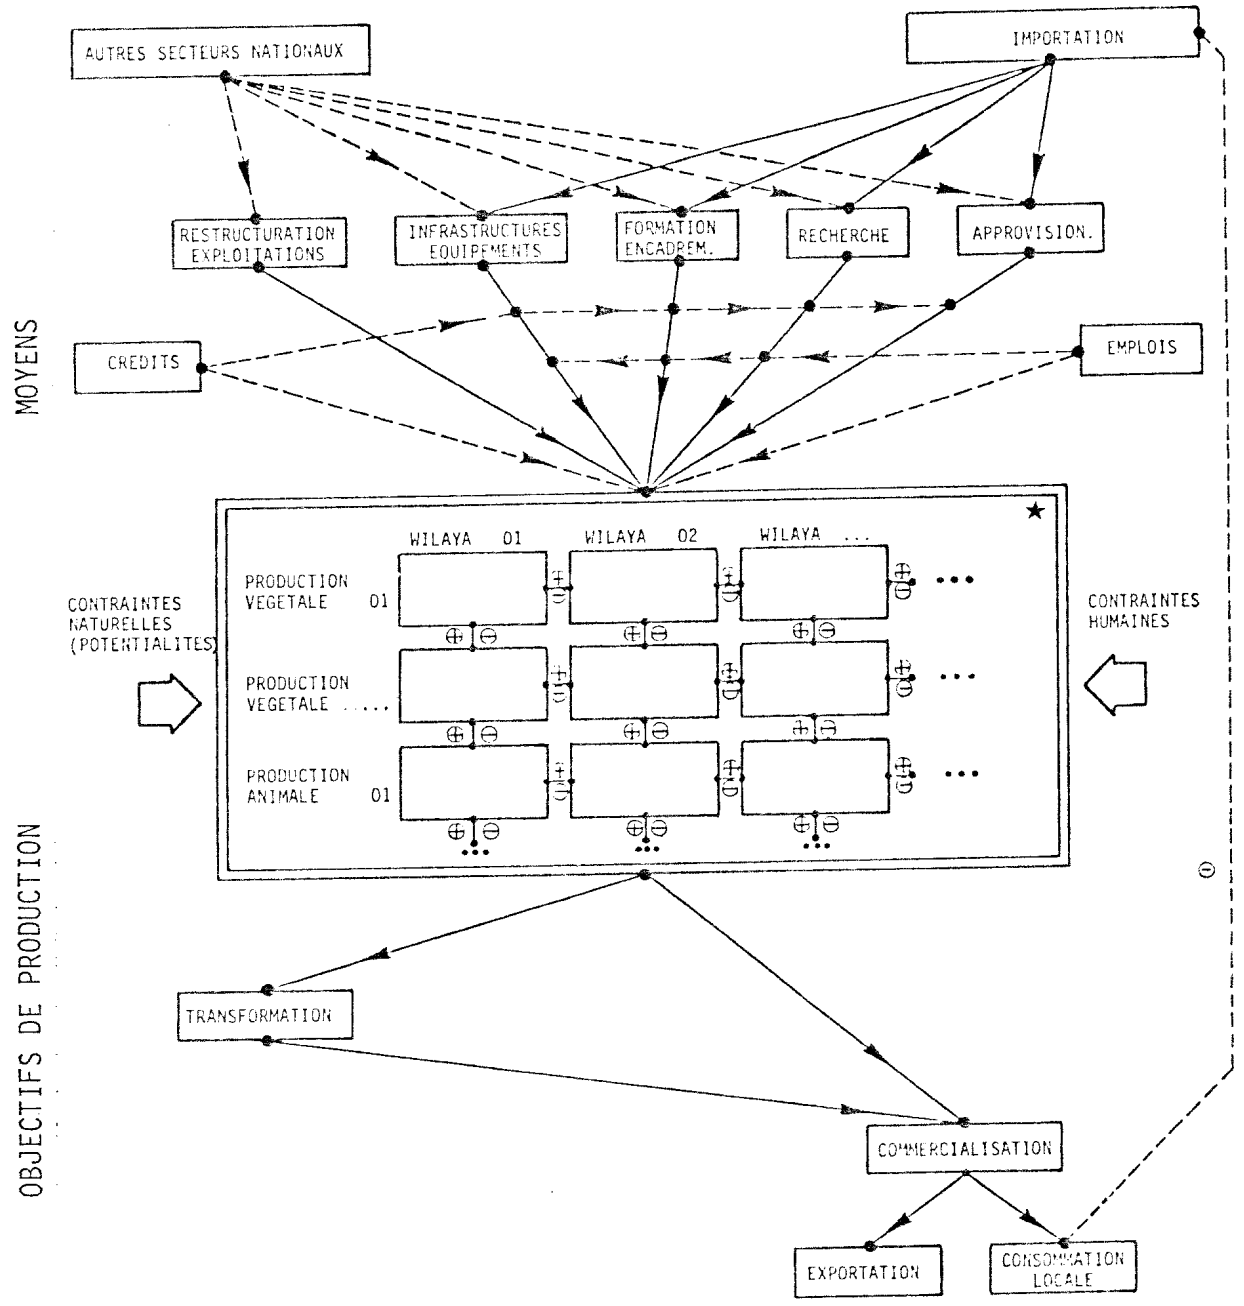 AUTRES SECTEURS NATIONAUX
IMPORTATION
RESTRUCTURATION
EXPLOITATIONS
INFRASTRUCTURES
EQUIPEMENTS
FORMATION
ENCADREM.
RECHERCHE
APPROVISION.
MOYENS
CREDITS
EMPLOIS
WILAYA 01
WILAYA 02
WILAYA ...
PRODUCTION
VEGETALE 01
CONTRAINTES
NATURELLES
(POTENTIALITES)
CONTRAINTES
HUMAINES
PRODUCTION
VEGETALE .....
PRODUCTION
ANIMALE 01
OBJECTIFS DE PRODUCTION
TRANSFORMATION
COMMERCIALISATION
EXPORTATION
CONSOMMATION
LOCALE